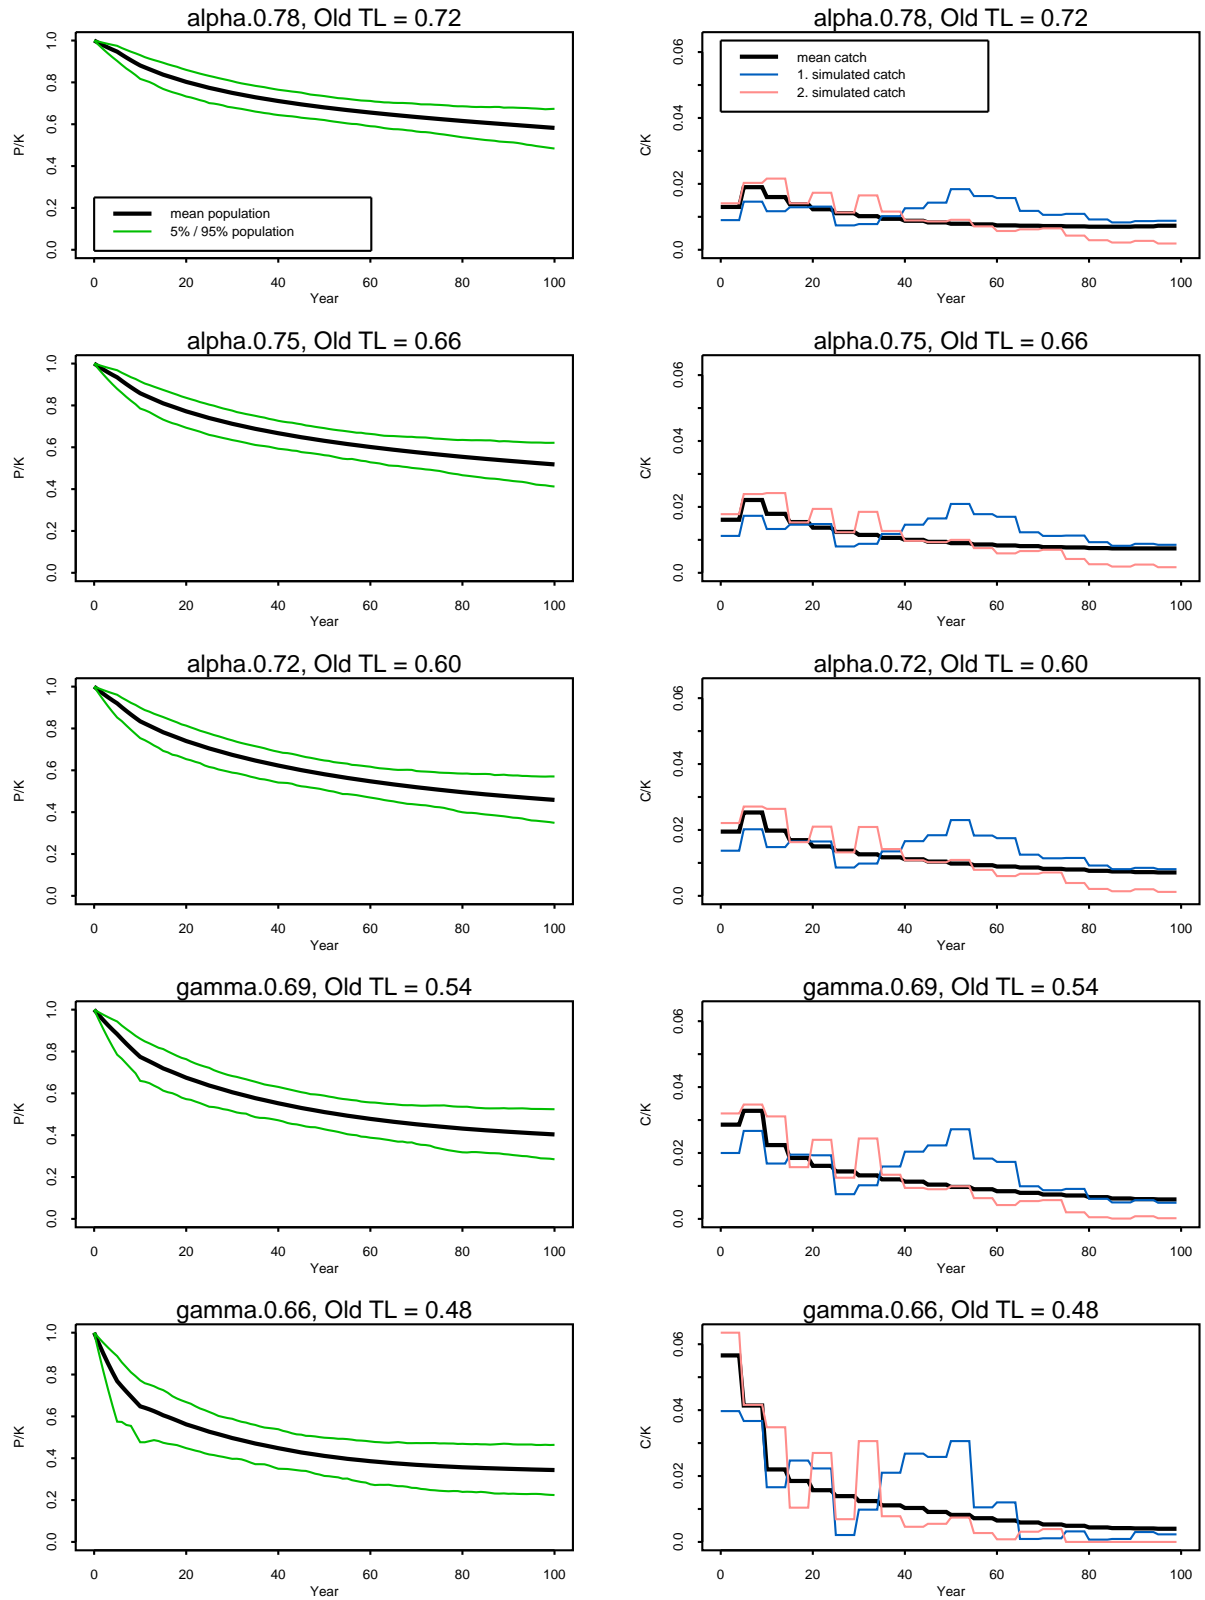 alpha.0.78, Old TL = 0.72
P/K
0.0 0.2 0.4 0.6 0.8 1.0
mean population
5% / 95% population
0 20 40 60 80 100
Year
alpha.0.78, Old TL = 0.72
C/K
0.0 0.02 0.04 0.06
mean catch
1. simulated catch
2. simulated catch
0 20 40 60 80 100
Year
alpha.0.75, Old TL = 0.66
P/K
0.0 0.2 0.4 0.6 0.8 1.0
0 20 40 60 80 100
Year
alpha.0.75, Old TL = 0.66
C/K
0.0 0.02 0.04 0.06
0 20 40 60 80 100
Year
alpha.0.72, Old TL = 0.60
P/K
0.0 0.2 0.4 0.6 0.8 1.0
0 20 40 60 80 100
Year
alpha.0.72, Old TL = 0.60
C/K
0.0 0.02 0.04 0.06
0 20 40 60 80 100
Year
gamma.0.69, Old TL = 0.54
P/K
0.0 0.2 0.4 0.6 0.8 1.0
0 20 40 60 80 100
Year
gamma.0.69, Old TL = 0.54
C/K
0.0 0.02 0.04 0.06
0 20 40 60 80 100
Year
gamma.0.66, Old TL = 0.48
P/K
0.0 0.2 0.4 0.6 0.8 1.0
0 20 40 60 80 100
Year
gamma.0.66, Old TL = 0.48
C/K
0.0 0.02 0.04 0.06
0 20 40 60 80 100
Year